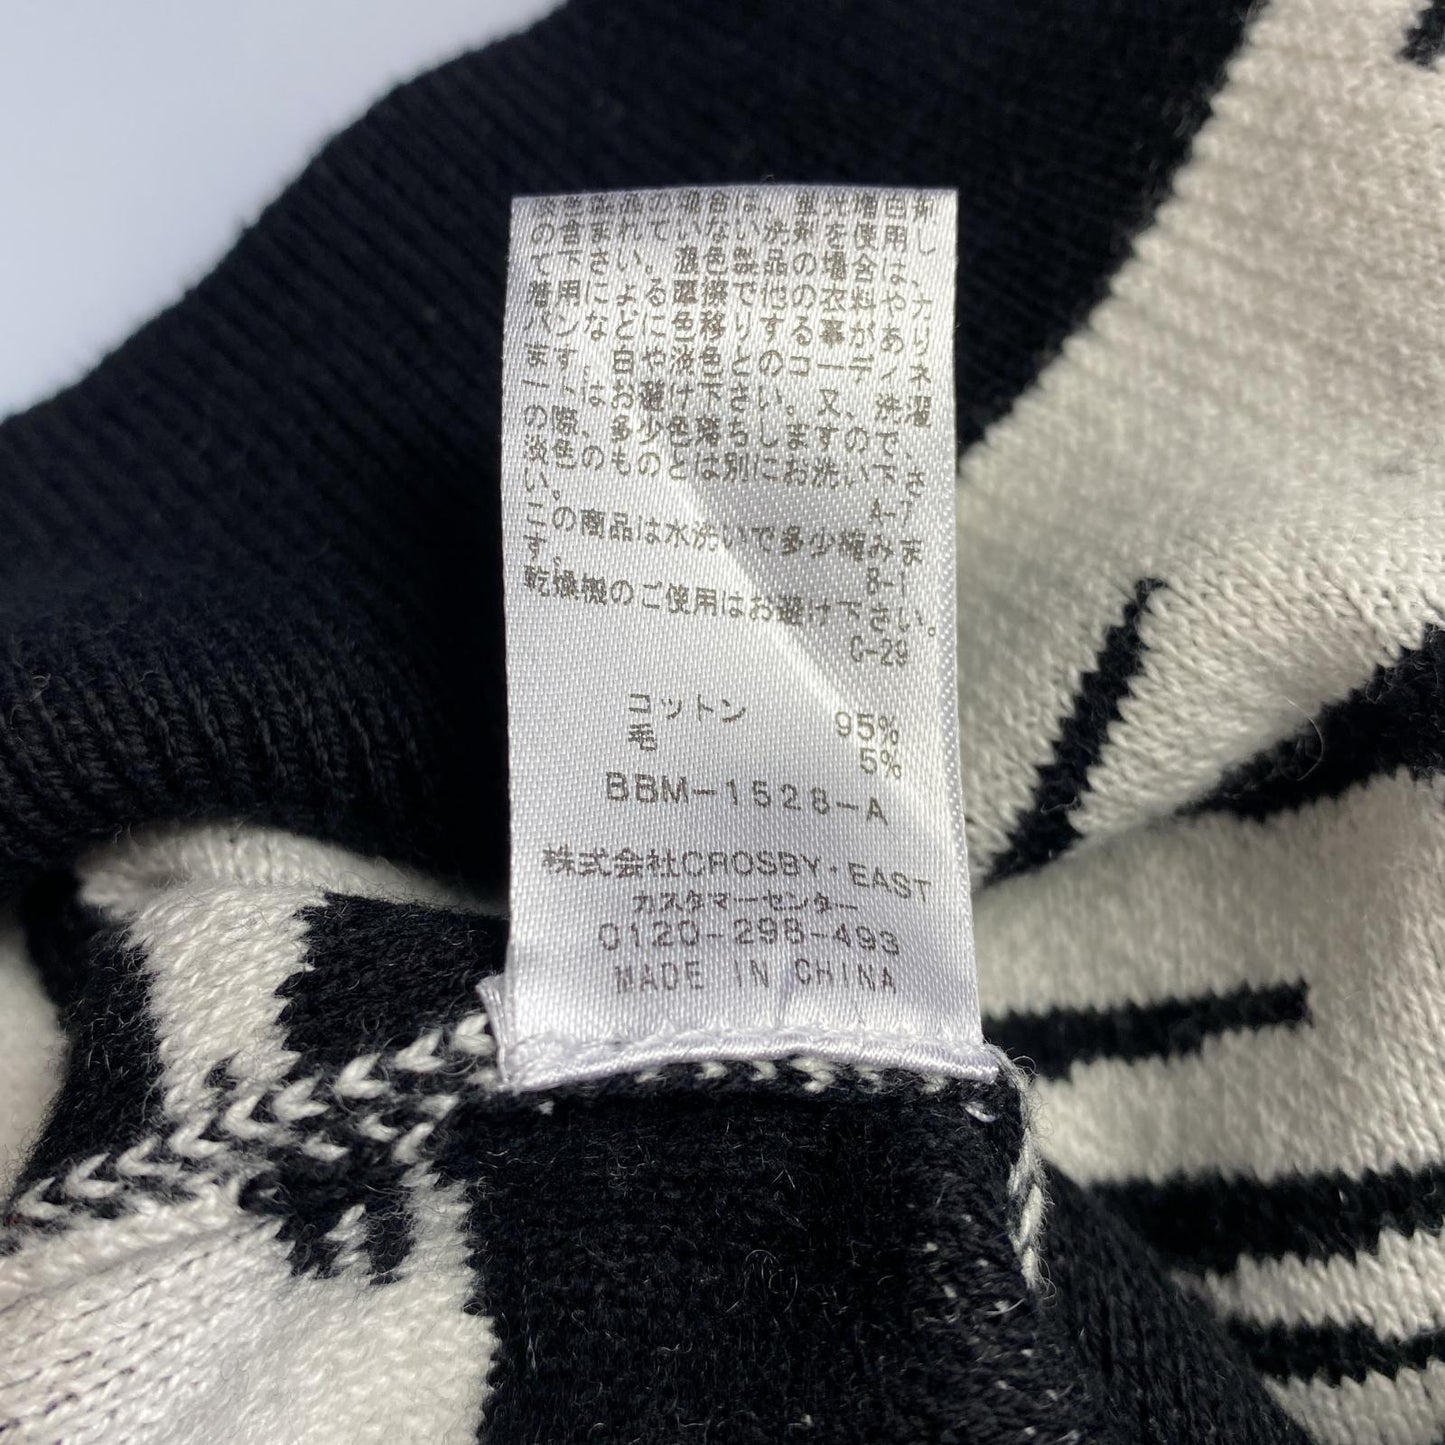 淡色製品の場合は、蛍光増白剤
の含まれていない洗剤を使用し
て下さい。濃色製品の場合は、
着用による摩擦で他の衣料やカ
バンなどに色移りする事があり
ます。白や淡色とのコーディネ
ートはお避け下さい。又、洗濯
の際、多少色落ちしますので、
淡色のものとは別にお洗い下さ
い。 A-7
この商品は水洗いで多少縮みま
す。 B-1
乾燥機のご使用はお避け下さい。
C-29
コットン 95%
毛 5%
BBM-1528-A
株式会社CROSBY・EAST
カスタマーセンター
0120-298-493
MADE IN CHINA